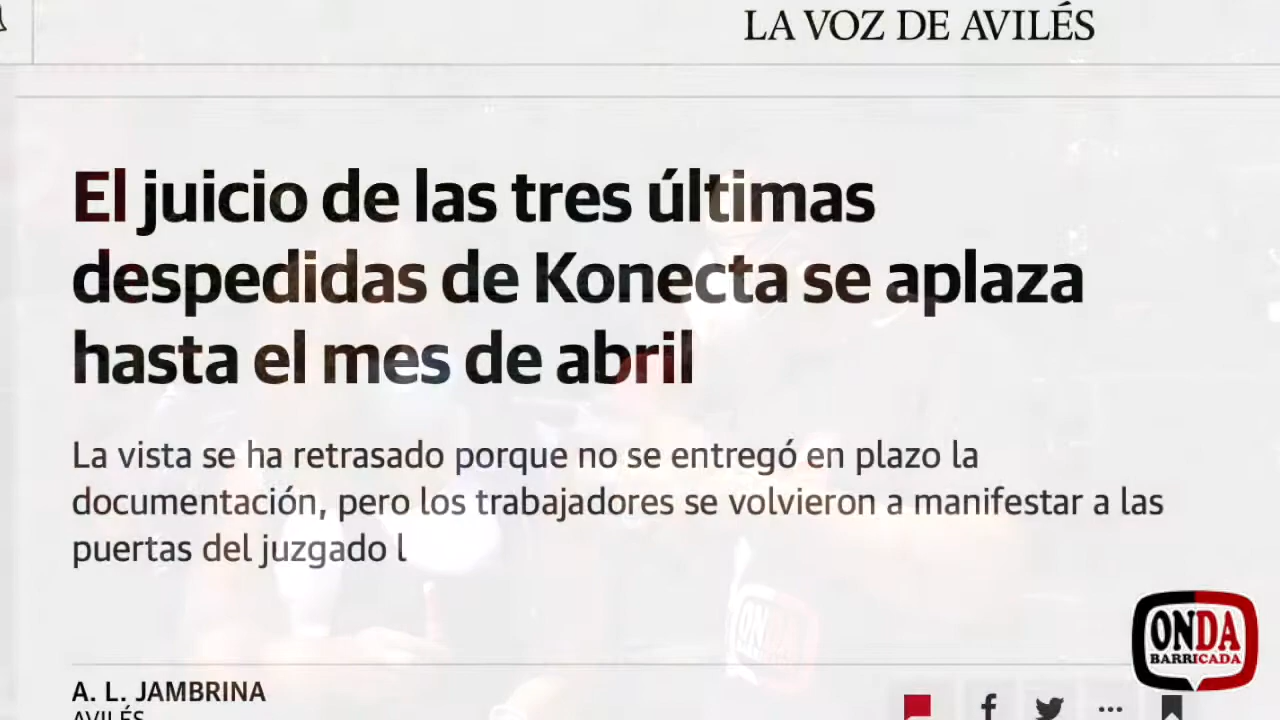 LA VOZ DE AVILÉS
El juicio de las tres últimas
despedidas de Konecta se aplaza
hasta el mes de abril
La vista se ha retrasado porque no se entregó en plazo la
documentación, pero los trabajadores se volvieron a manifestar a las
puertas del juzgado l
A. L. JAMBRINA
AVILÉS
ONDA
BARRICADA
ONDA